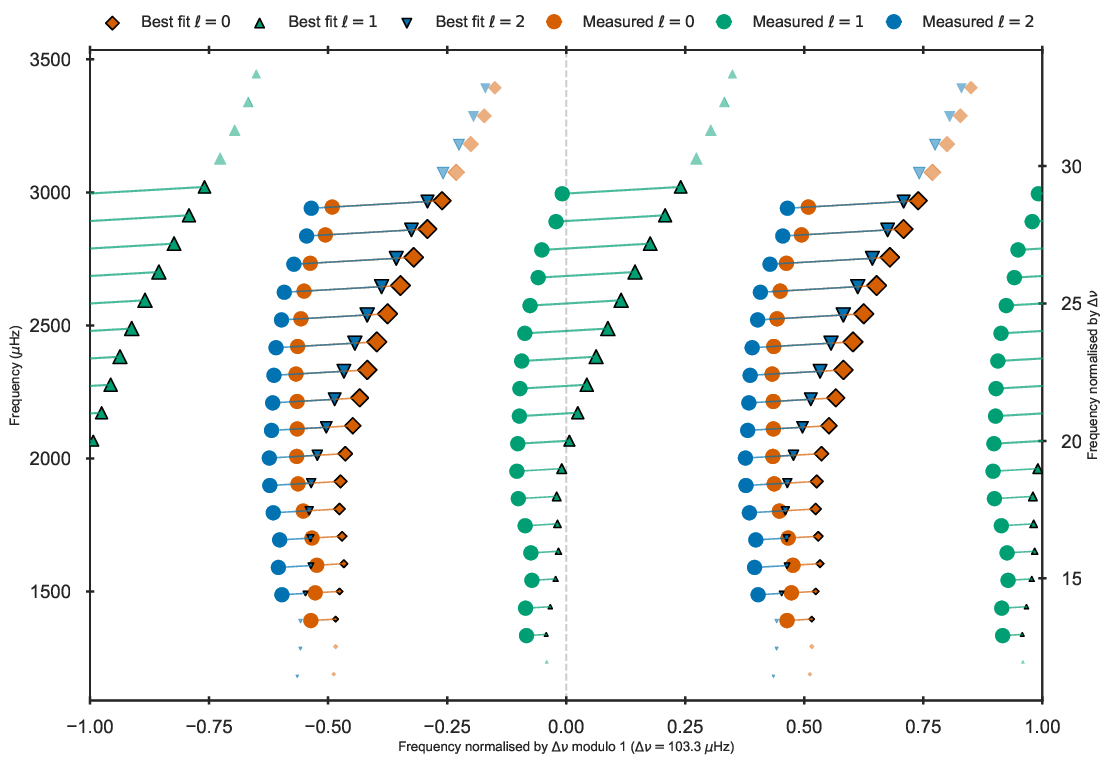 Best fit ℓ = 0 Best fit ℓ = 1 Best fit ℓ = 2 Measured ℓ = 0 Measured ℓ = 1 Measured ℓ = 2
3500
3000
2500
2000
1500
Frequency (μHz)
30
25
20
15
Frequency normalised by Δν
−1.00 −0.75 −0.50 −0.25 0.00 0.25 0.50 0.75 1.00
Frequency normalised by Δν modulo 1 (Δν = 103.3 μHz)